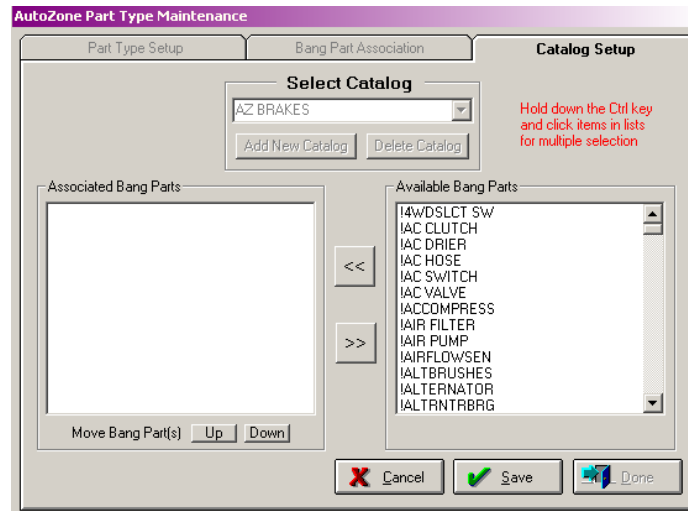 AutoZone Part Type Maintenance
Part Type Setup
Bang Part Association
Catalog Setup
Select Catalog
AZ BRAKES
Add New Catalog
Delete Catalog
Hold down the Ctrl key
and click items in lists
for multiple selection
Associated Bang Parts
Available Bang Parts
!4WDSLCT SW
!AC CLUTCH
!AC DRIER
!AC HOSE
!AC SWITCH
!AC VALVE
!ACCOMPRESS
!AIR FILTER
!AIR PUMP
!AIRFLOWSEN
!ALTBRUSHES
!ALTERNATOR
!ALTRNTRBRG
<<
>>
Move Bang Part(s)
Up
Down
Cancel
Save
Done